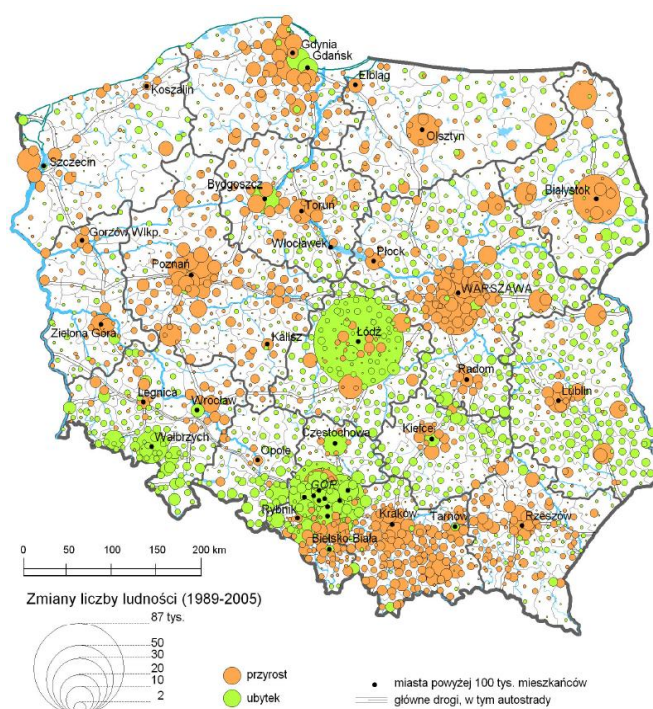 Gdynia
Gdańsk
Elbląg
Koszalin
Olsztyn
Szczecin
Białystok
Bydgoszcz
Toruń
Gorzów Wlkp.
Włocławek
Płock
Poznań
WARSZAWA
Zielona Góra
Łódź
Kalisz
Radom
Legnica
Wrocław
Lublin
Wałbrzych
Częstochowa
Kielce
Opole
GOP
Rybnik
Kraków
Tarnów
Rzeszów
Bielsko-Biała
0 50 100 150 200 km
Zmiany liczby ludności (1989-2005)
87 tys.
50
30
20
10
2
przyrost
ubytek
miasta powyżej 100 tys. mieszkańców
główne drogi, w tym autostrady